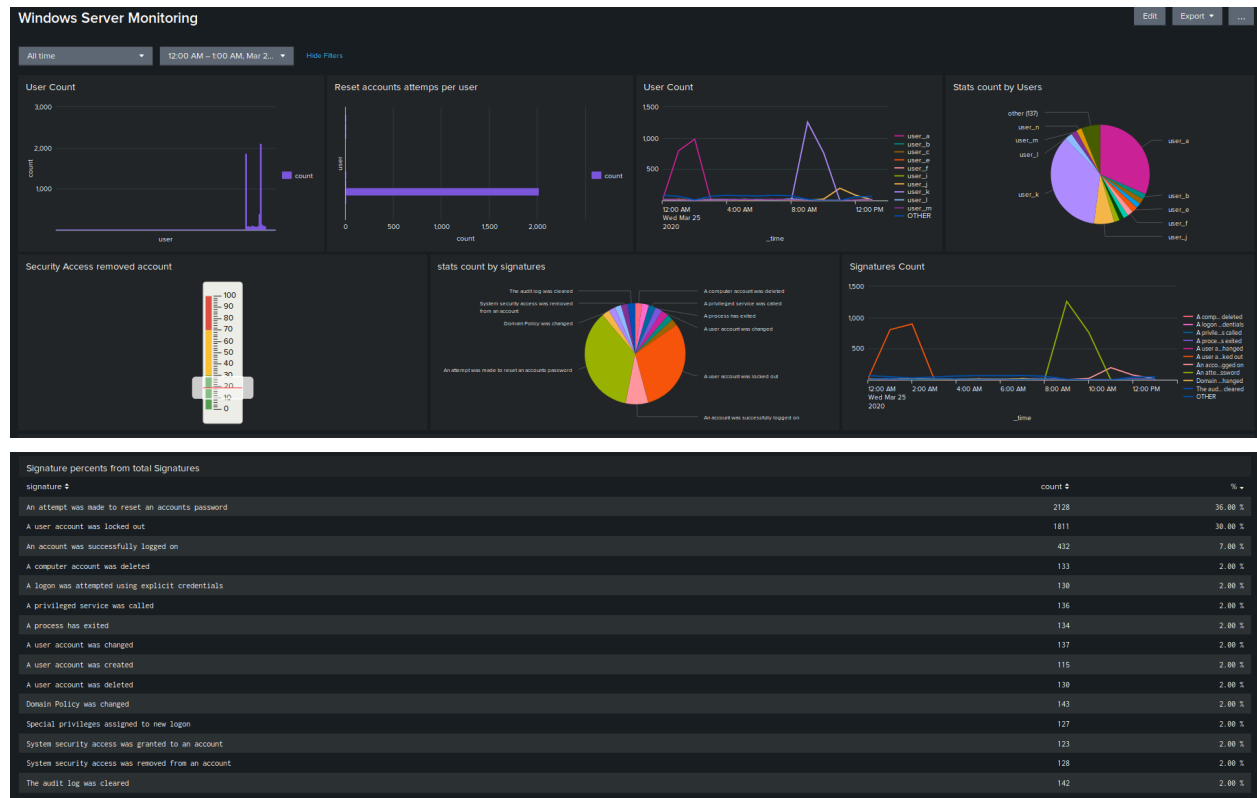 Windows Server Monitoring
Edit
Export
...
All time
12:00 AM – 1:00 AM, Mar 2...
Hide Filters
User Count
3,000
2,000
1,000
count
user
count
Reset accounts attemps per user
user
0
500
1,000
1,500
2,000
count
count
User Count
1,500
1,000
500
12:00 AM
Wed Mar 25
2020
4:00 AM
8:00 AM
12:00 PM
_time
user_a
user_b
user_c
user_e
user_f
user_i
user_j
user_k
user_l
user_m
OTHER
Stats count by Users
other (137)
user_n
user_m
user_l
user_k
user_a
user_b
user_e
user_f
user_j
Security Access removed account
100
90
80
70
60
50
40
30
20
10
0
stats count by signatures
The audit log was cleared
System security access was removed
from an account
Domain Policy was changed
An attempt was made to reset an accounts password
A computer account was deleted
A privileged service was called
A process has exited
A user account was changed
A user account was locked out
An account was successfully logged on
Signatures Count
1,500
1,000
500
12:00 AM
Wed Mar 25
2020
2:00 AM
4:00 AM
6:00 AM
8:00 AM
10:00 AM
12:00 PM
_time
A comp... deleted
A logon ...dentials
A privile...s called
A proce...s exited
A user a...hanged
A user a...ked out
An acco...gged on
An atte...ssword
Domain ...hanged
The aud... cleared
OTHER
Signature percents from total Signatures
signature count %
An attempt was made to reset an accounts password 2128 36.00 %
A user account was locked out 1811 30.00 %
An account was successfully logged on 432 7.00 %
A computer account was deleted 133 2.00 %
A logon was attempted using explicit credentials 130 2.00 %
A privileged service was called 136 2.00 %
A process has exited 134 2.00 %
A user account was changed 137 2.00 %
A user account was created 115 2.00 %
A user account was deleted 130 2.00 %
Domain Policy was changed 143 2.00 %
Special privileges assigned to new logon 127 2.00 %
System security access was granted to an account 123 2.00 %
System security access was removed from an account 128 2.00 %
The audit log was cleared 142 2.00 %